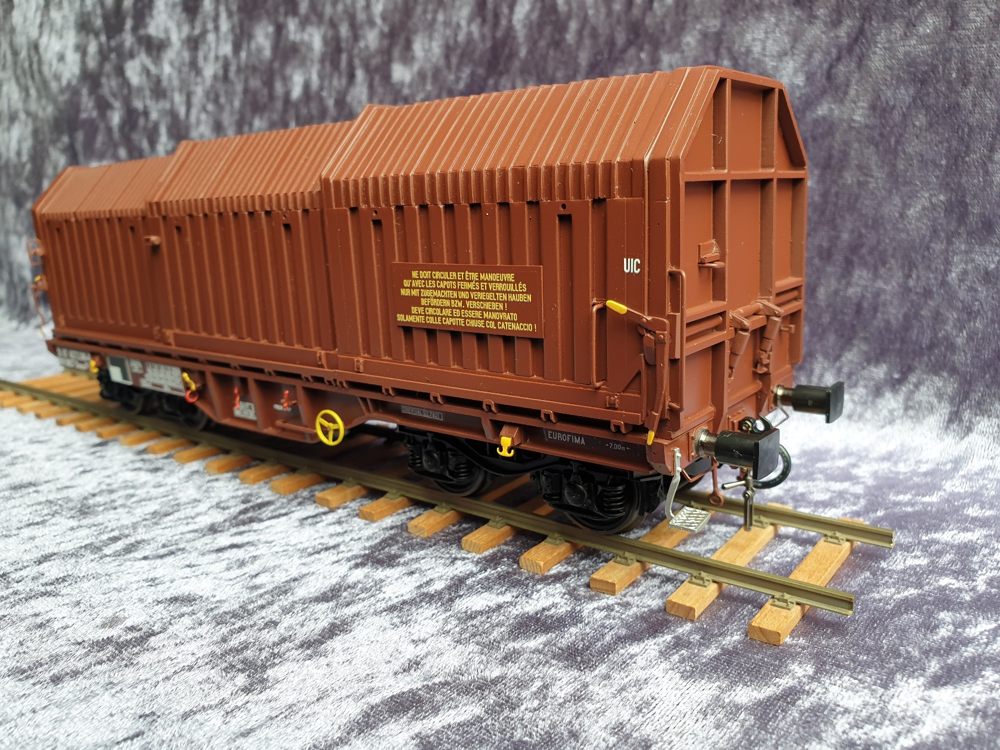 NE DOIT CIRCULER ET ÊTRE MANOEUVRE
QU'AVEC LES CAPOTS FERMÉS ET VERROUILLÉS
NUR MIT ZUGEMACHTEN UND VERIEGELTEN HAUBEN
BEFÖRDERN BZW. VERSCHIEBEN !
DEVE CIRCOLARE ED ESSERE MANOVRATO
SOLAMENTE COLLE CAPOTTE CHIUSE COL CATENACCIO !
UIC
EUROFIMA
→7.00m←